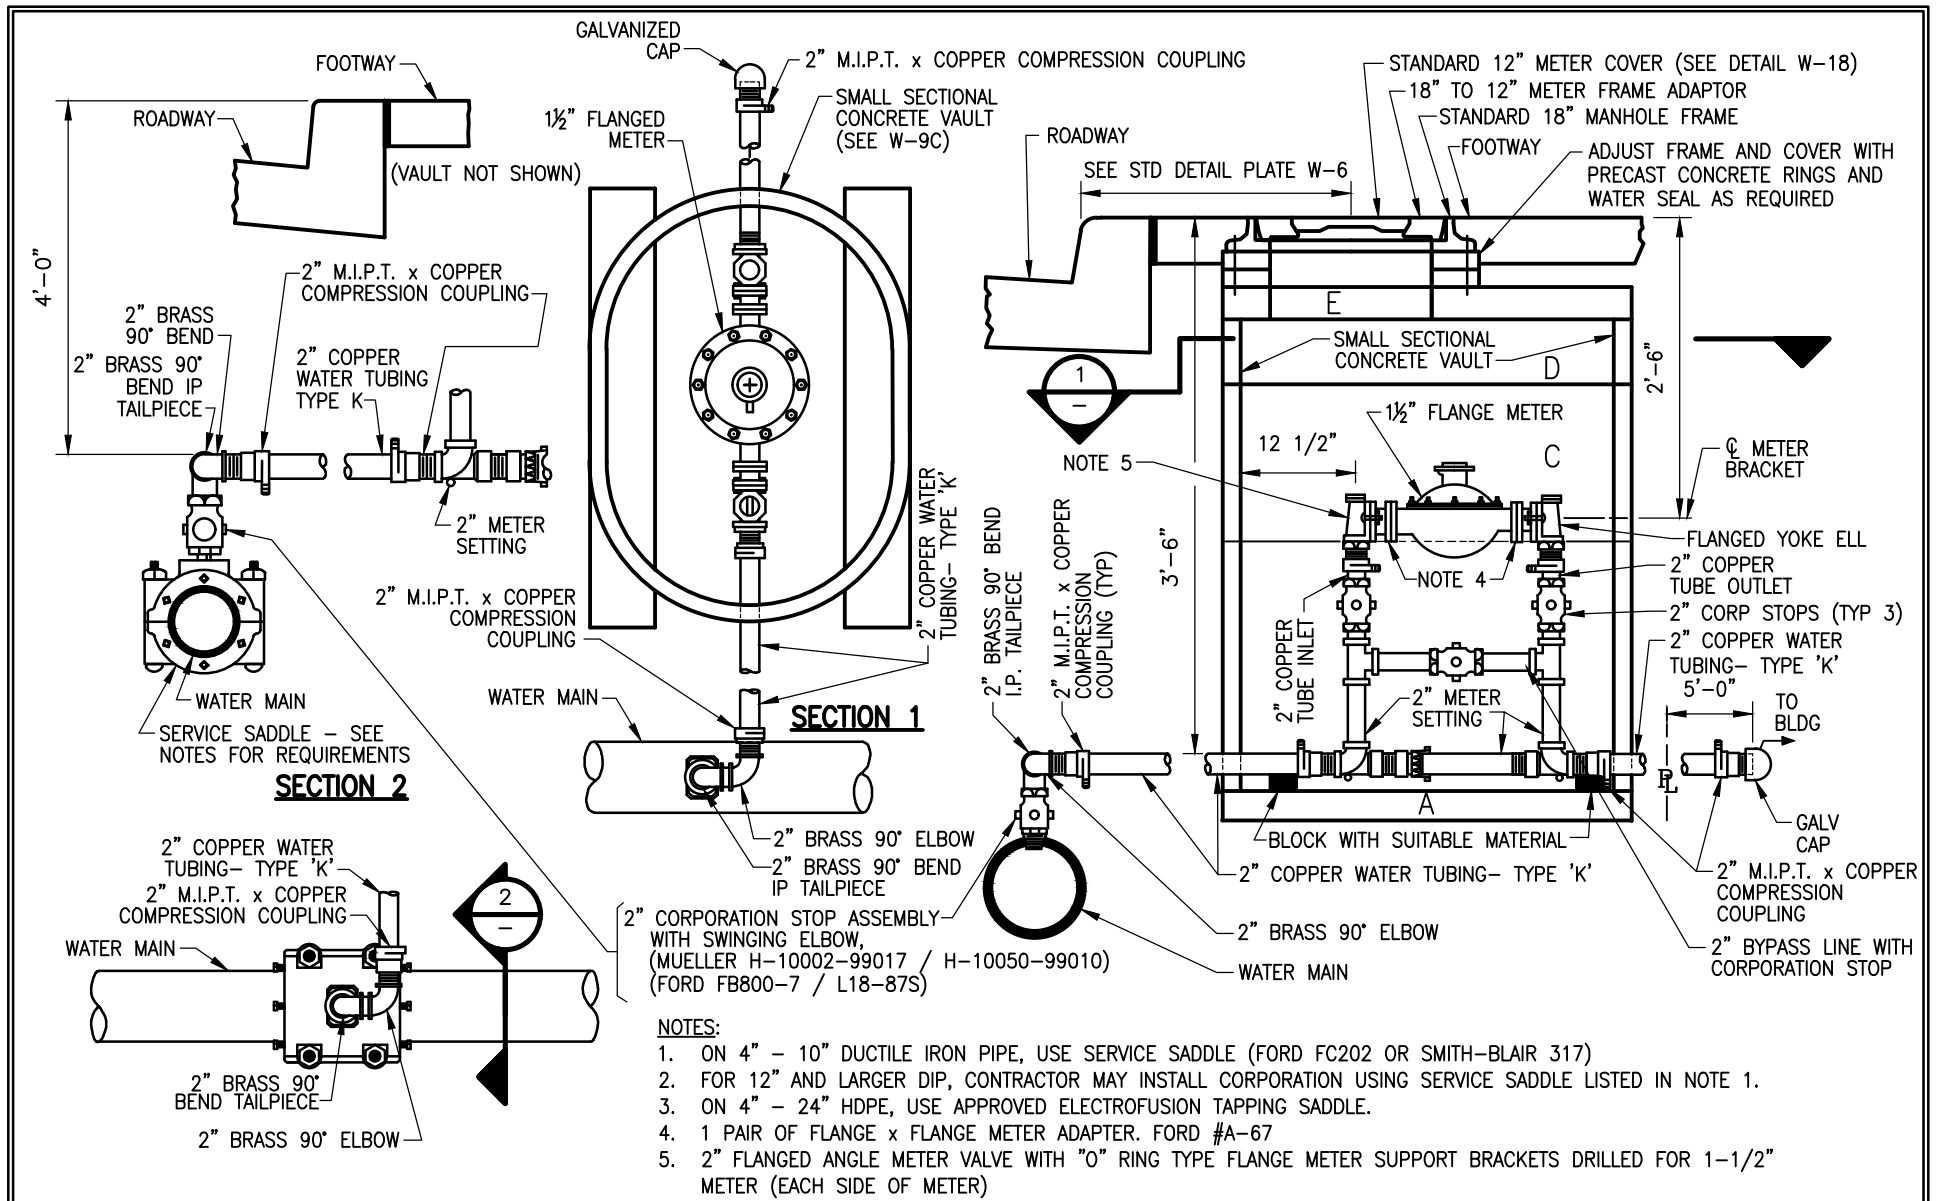 FOOTWAY
ROADWAY
(VAULT NOT SHOWN)
4'-0"
2" M.I.P.T. x COPPER
COMPRESSION COUPLING
2" BRASS
90° BEND
2" BRASS 90°
BEND IP
TAILPIECE
2" COPPER
WATER TUBING
TYPE K
2" METER
SETTING
WATER MAIN
SERVICE SADDLE – SEE
NOTES FOR REQUIREMENTS
SECTION 2
GALVANIZED
CAP
2" M.I.P.T. x COPPER COMPRESSION COUPLING
1½" FLANGED
METER
SMALL SECTIONAL
CONCRETE VAULT
(SEE W-9C)
2" M.I.P.T. x COPPER
COMPRESSION
COUPLING
2" COPPER WATER
TUBING– TYPE 'K'
WATER MAIN
SECTION 1
2" BRASS 90° ELBOW
2" BRASS 90° BEND
IP TAILPIECE
2" COPPER WATER
TUBING– TYPE 'K'
2" M.I.P.T. x COPPER
COMPRESSION COUPLING
WATER MAIN
2
–
2" BRASS 90°
BEND TAILPIECE
2" BRASS 90° ELBOW
2" CORPORATION STOP ASSEMBLY
WITH SWINGING ELBOW,
(MUELLER H-10002-99017 / H-10050-99010)
(FORD FB800-7 / L18-87S)
STANDARD 12" METER COVER (SEE DETAIL W-18)
18" TO 12" METER FRAME ADAPTOR
STANDARD 18" MANHOLE FRAME
ROADWAY
FOOTWAY
SEE STD DETAIL PLATE W-6
ADJUST FRAME AND COVER WITH
PRECAST CONCRETE RINGS AND
WATER SEAL AS REQUIRED
E
SMALL SECTIONAL
CONCRETE VAULT
D
2'-6"
1
–
1½" FLANGE METER
12 1/2"
C
℄ METER
BRACKET
NOTE 5
3'-6"
FLANGED YOKE ELL
NOTE 4
2" COPPER
TUBE OUTLET
2" CORP STOPS (TYP 3)
2" COPPER WATER
TUBING– TYPE 'K'
2" BRASS 90° BEND
I.P. TAILPIECE
2" M.I.P.T. x COPPER
COMPRESSION
COUPLING (TYP)
2" COPPER
TUBE INLET
2" METER
SETTING
5'-0"
TO
BLDG
PL
A
BLOCK WITH SUITABLE MATERIAL
GALV
CAP
2" COPPER WATER TUBING– TYPE 'K'
2" M.I.P.T. x COPPER
COMPRESSION
COUPLING
2" BRASS 90° ELBOW
2" BYPASS LINE WITH
CORPORATION STOP
WATER MAIN
NOTES:
1. ON 4" – 10" DUCTILE IRON PIPE, USE SERVICE SADDLE (FORD FC202 OR SMITH-BLAIR 317)
2. FOR 12" AND LARGER DIP, CONTRACTOR MAY INSTALL CORPORATION USING SERVICE SADDLE LISTED IN NOTE 1.
3. ON 4" – 24" HDPE, USE APPROVED ELECTROFUSION TAPPING SADDLE.
4. 1 PAIR OF FLANGE x FLANGE METER ADAPTER. FORD #A-67
5. 2" FLANGED ANGLE METER VALVE WITH "O" RING TYPE FLANGE METER SUPPORT BRACKETS DRILLED FOR 1-1/2"
METER (EACH SIDE OF METER)